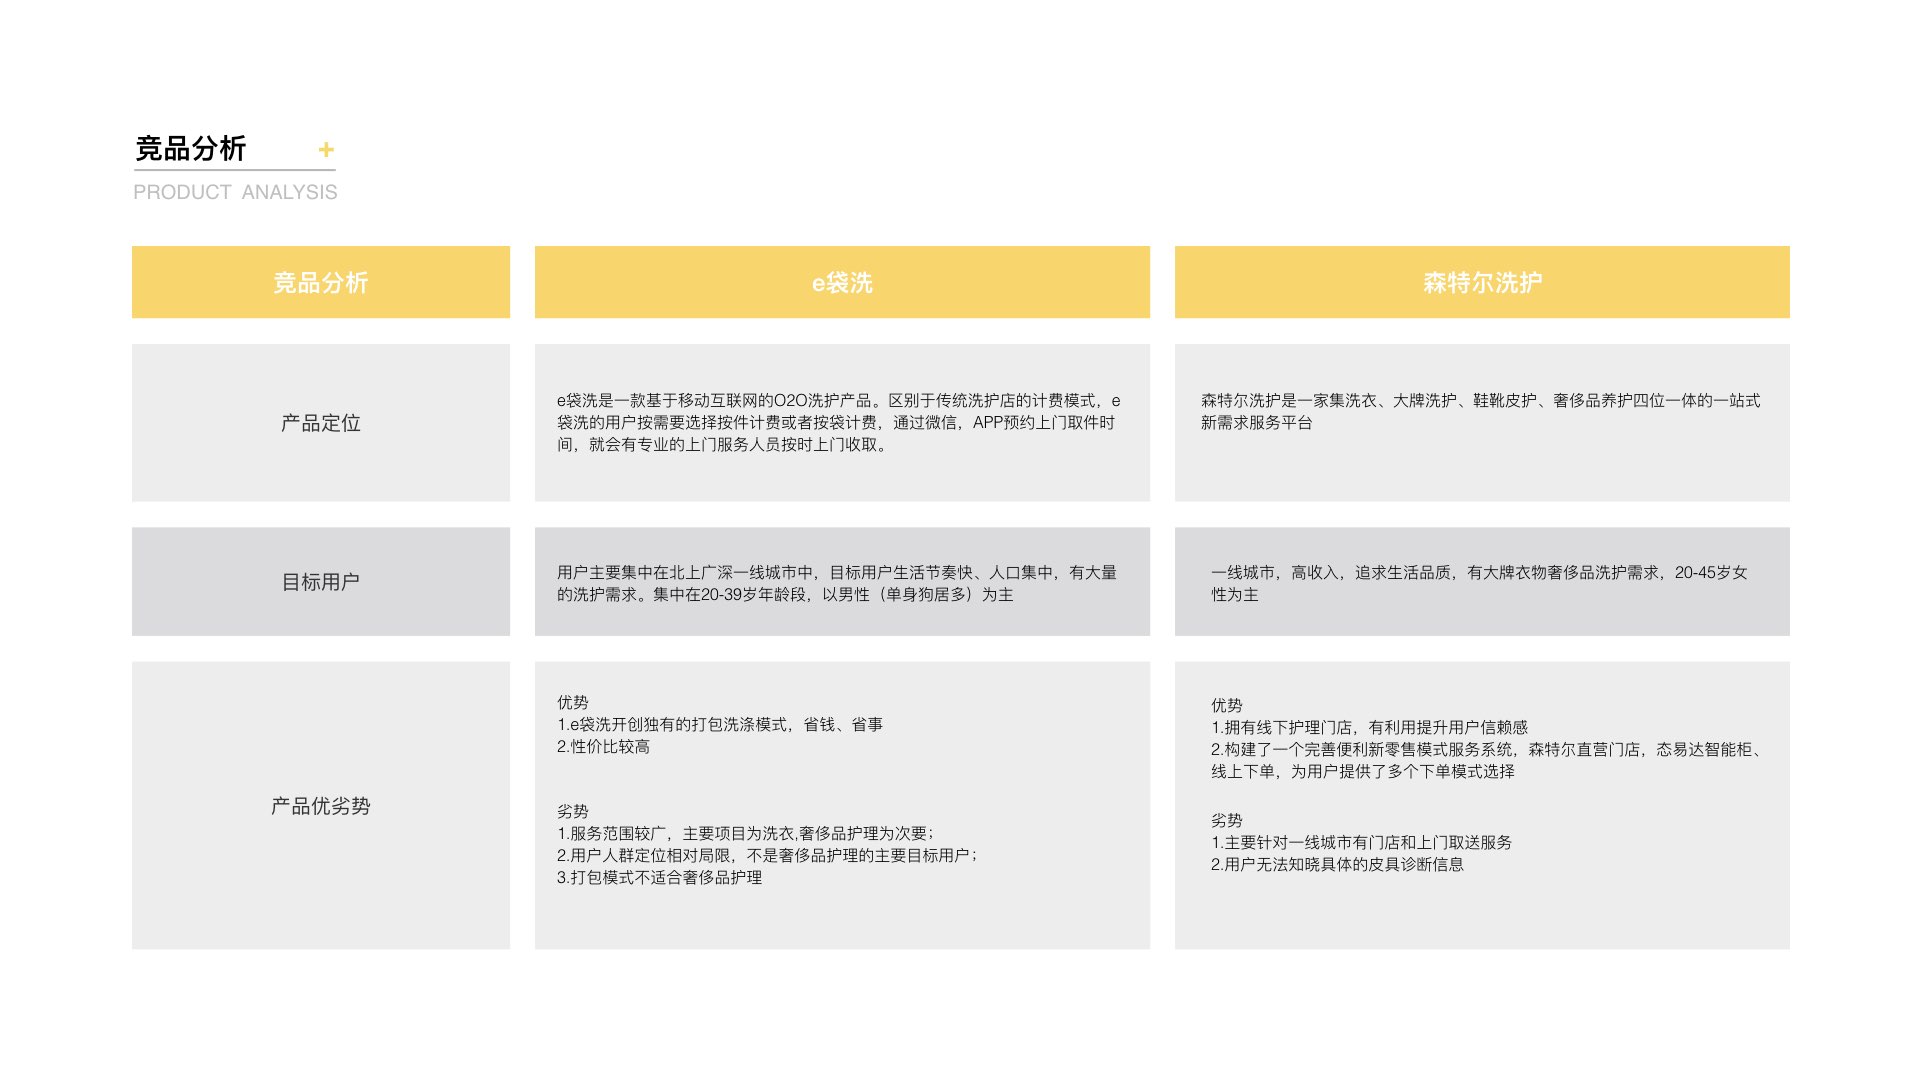 竞品分析 +
PRODUCT ANALYSIS
竞品分析
e袋洗
森特尔洗护
产品定位
e袋洗是一款基于移动互联网的O2O洗护产品。区别于传统洗护店的计费模式，e
袋洗的用户按需要选择按件计费或者按袋计费，通过微信，APP预约上门取件时
间，就会有专业的上门服务人员按时上门收取。
森特尔洗护是一家集洗衣、大牌洗护、鞋靴皮护、奢侈品养护四位一体的一站式
新需求服务平台
目标用户
用户主要集中在北上广深一线城市中，目标用户生活节奏快、人口集中，有大量
的洗护需求。集中在20-39岁年龄段，以男性（单身狗居多）为主
一线城市，高收入，追求生活品质，有大牌衣物奢侈品洗护需求，20-45岁女
性为主
产品优劣势
优势
1.e袋洗开创独有的打包洗涤模式，省钱、省事
2.性价比较高
劣势
1.服务范围较广，主要项目为洗衣,奢侈品护理为次要；
2.用户人群定位相对局限，不是奢侈品护理的主要目标用户；
3.打包模式不适合奢侈品护理
优势
1.拥有线下护理门店，有利用提升用户信赖感
2.构建了一个完善便利新零售模式服务系统，森特尔直营门店，态易达智能柜、
线上下单，为用户提供了多个下单模式选择
劣势
1.主要针对一线城市有门店和上门取送服务
2.用户无法知晓具体的皮具诊断信息